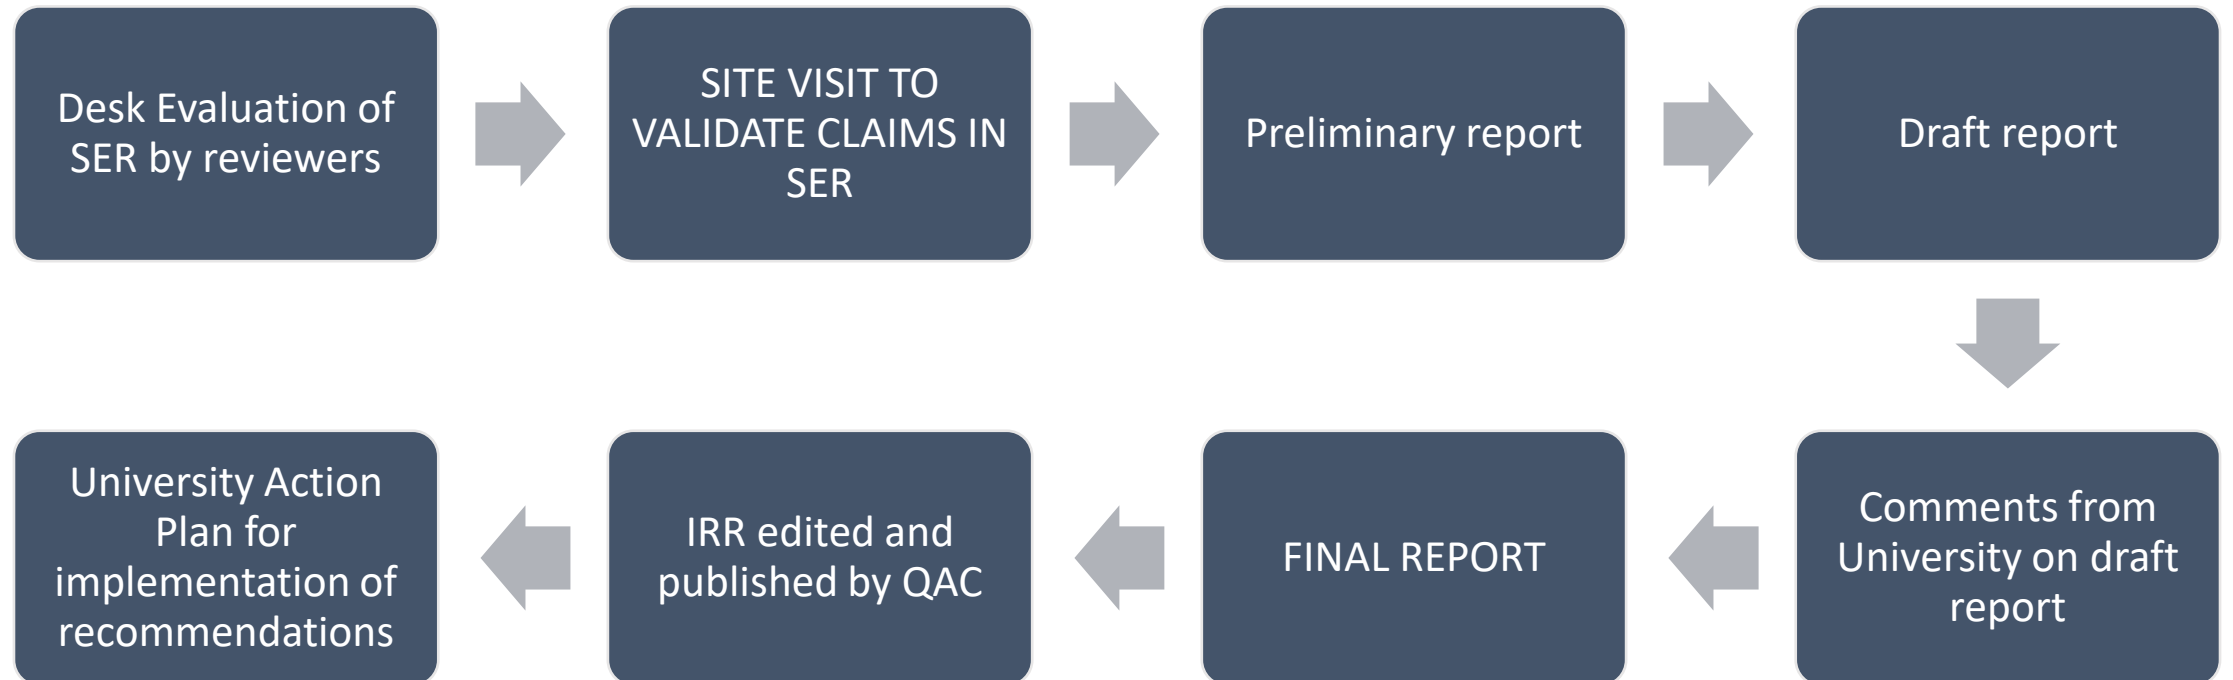 Desk Evaluation of
SER by reviewers
SITE VISIT TO
VALIDATE CLAIMS IN
SER
Preliminary report
Draft report
Comments from
University on draft
report
FINAL REPORT
IRR edited and
published by QAC
University Action
Plan for
implementation of
recommendations